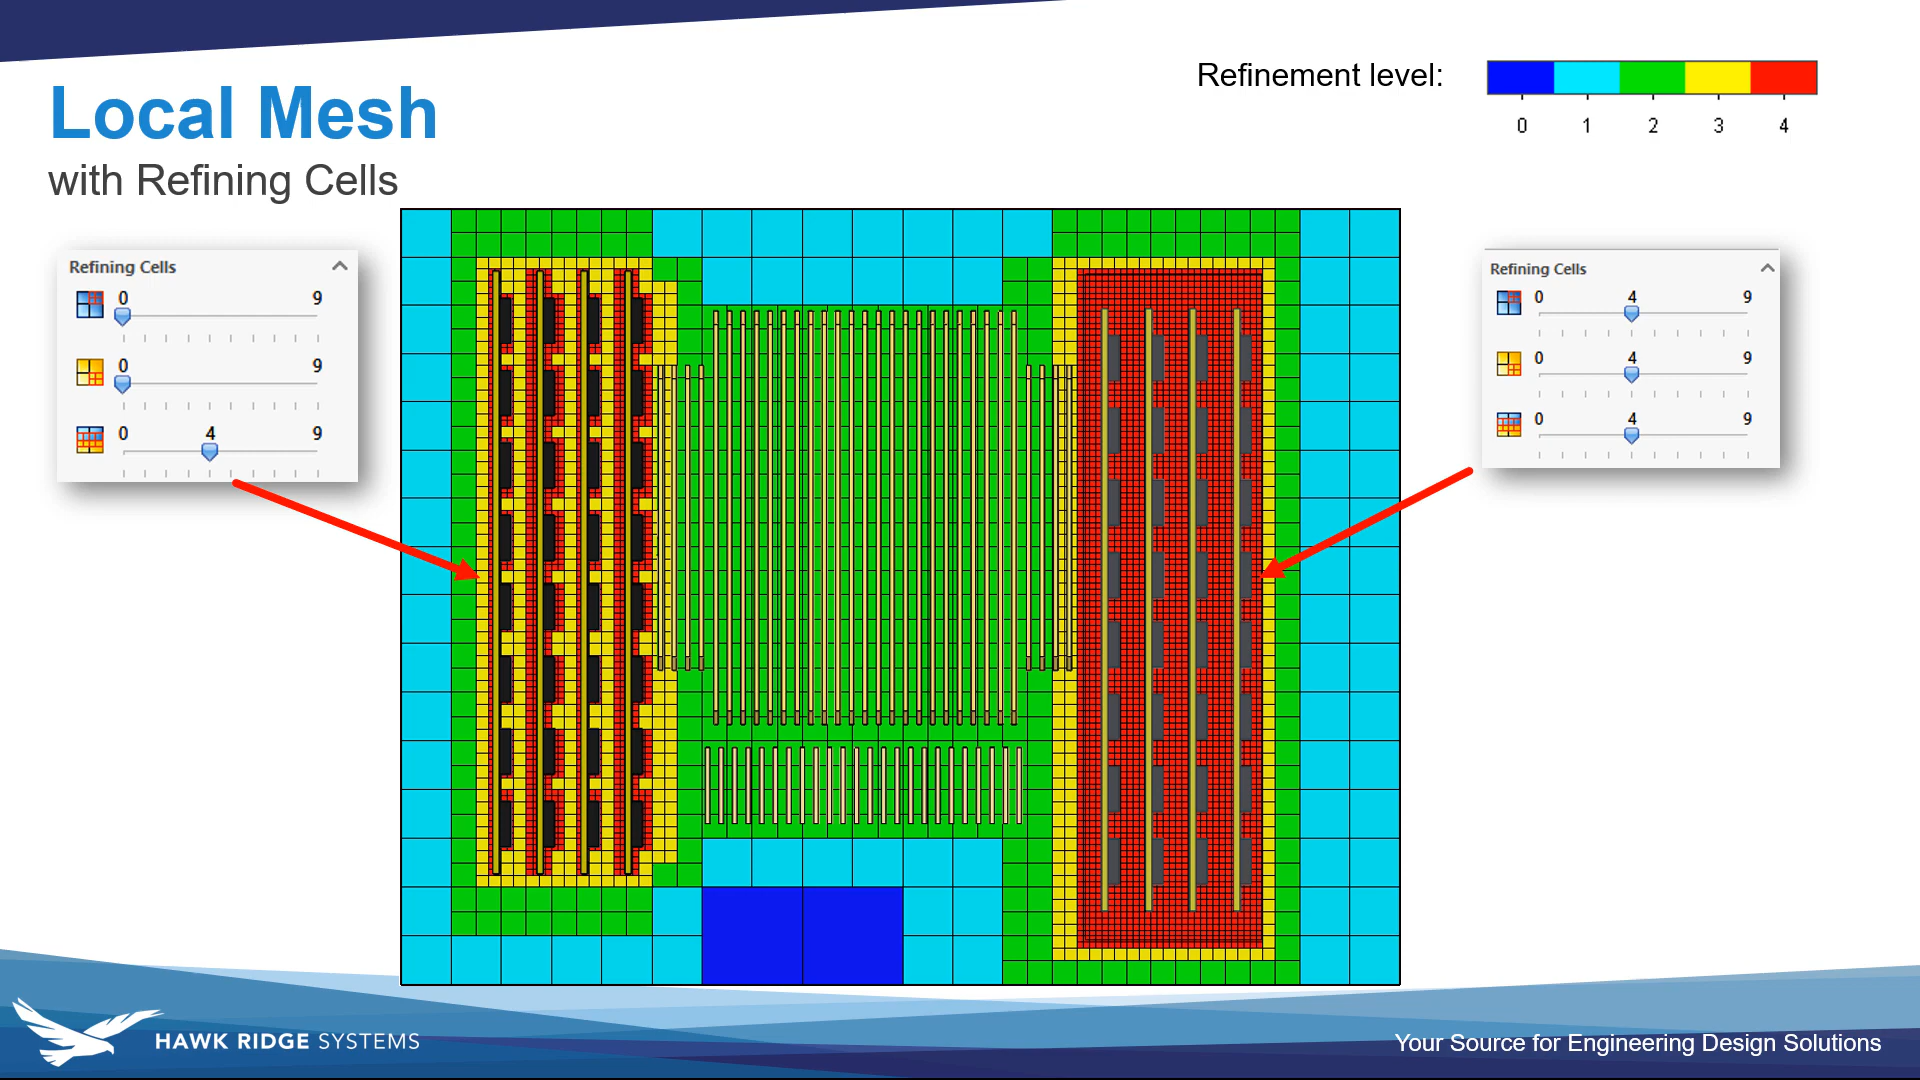 Refinement level:
0 1 2 3 4
Local Mesh
with Refining Cells
Refining Cells
0 9
0 9
0 4 9
Refining Cells
0 4 9
0 4 9
0 4 9
HAWK RIDGE SYSTEMS
Your Source for Engineering Design Solutions